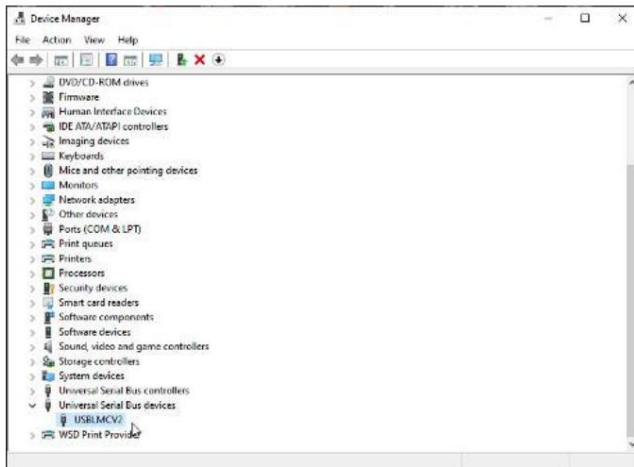 Device Manager
File Action View Help
DVD/CD-ROM drives
Firmware
Human Interface Devices
IDE ATA/ATAPI controllers
Imaging devices
Keyboards
Mice and other pointing devices
Monitors
Network adapters
Other devices
Ports (COM & LPT)
Print queues
Printers
Processors
Security devices
Smart card readers
Software components
Software devices
Sound, video and game controllers
Storage controllers
System devices
Universal Serial Bus controllers
Universal Serial Bus devices
USBLMCV2
WSD Print Provider